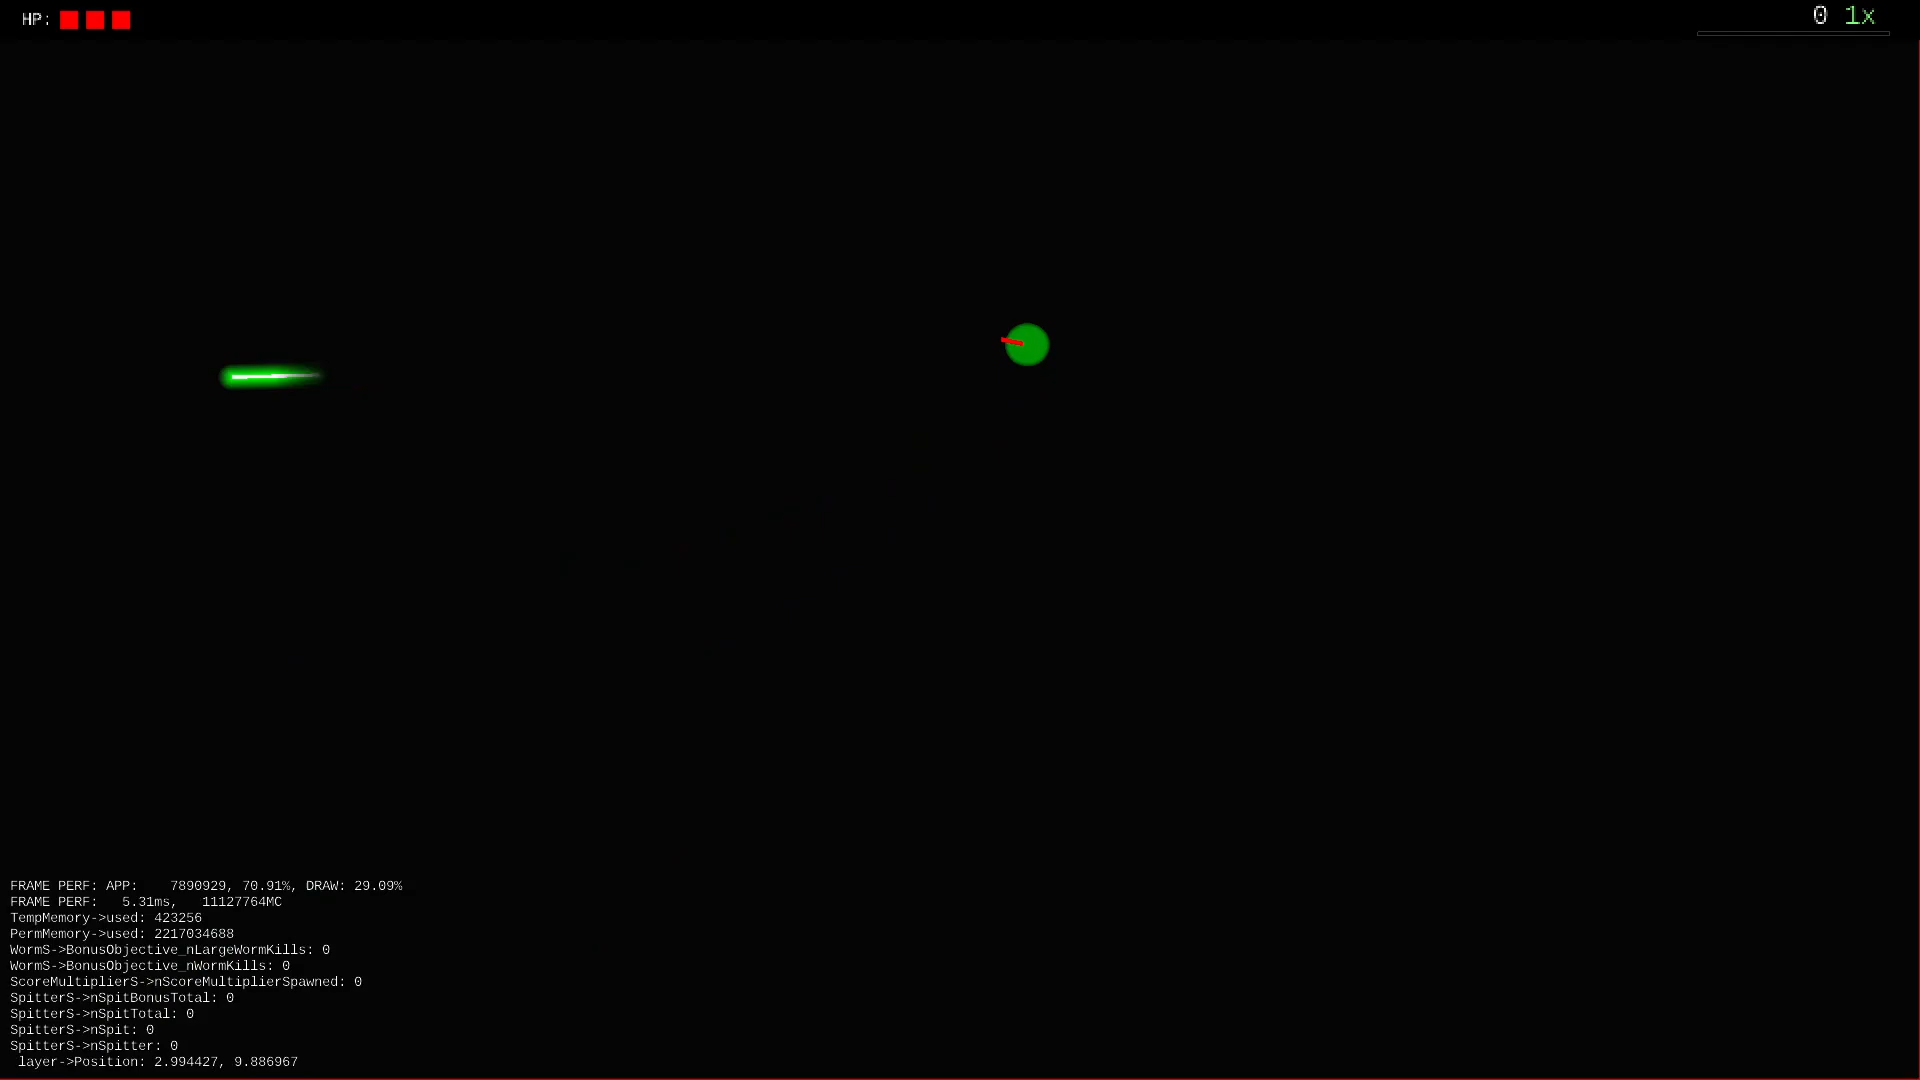 HP:
0 1x
FRAME PERF: APP:    7890929, 70.91%, DRAW: 29.09%
FRAME PERF:   5.31ms,   11127764MC
TempMemory->used: 423256
PermMemory->used: 2217034688
WormS->BonusObjective_nLargeWormKills: 0
WormS->BonusObjective_nWormKills: 0
ScoreMultiplierS->nScoreMultiplierSpawned: 0
SpitterS->nSpitBonusTotal: 0
SpitterS->nSpitTotal: 0
SpitterS->nSpit: 0
SpitterS->nSpitter: 0
layer->Position: 2.994427, 9.886967